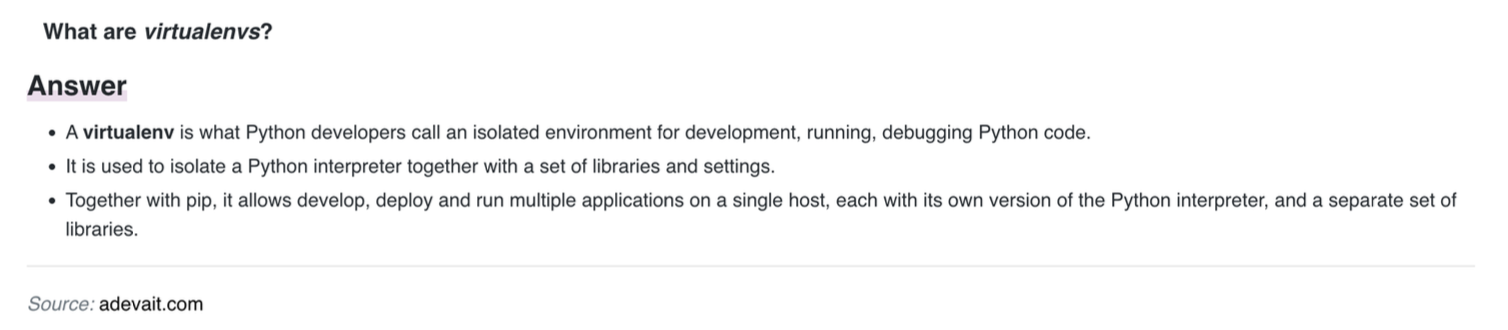 What are virtualenvs?
Answer
• A virtualenv is what Python developers call an isolated environment for development, running, debugging Python code.
• It is used to isolate a Python interpreter together with a set of libraries and settings.
• Together with pip, it allows develop, deploy and run multiple applications on a single host, each with its own version of the Python interpreter, and a separate set of
libraries.
Source: adevait.com